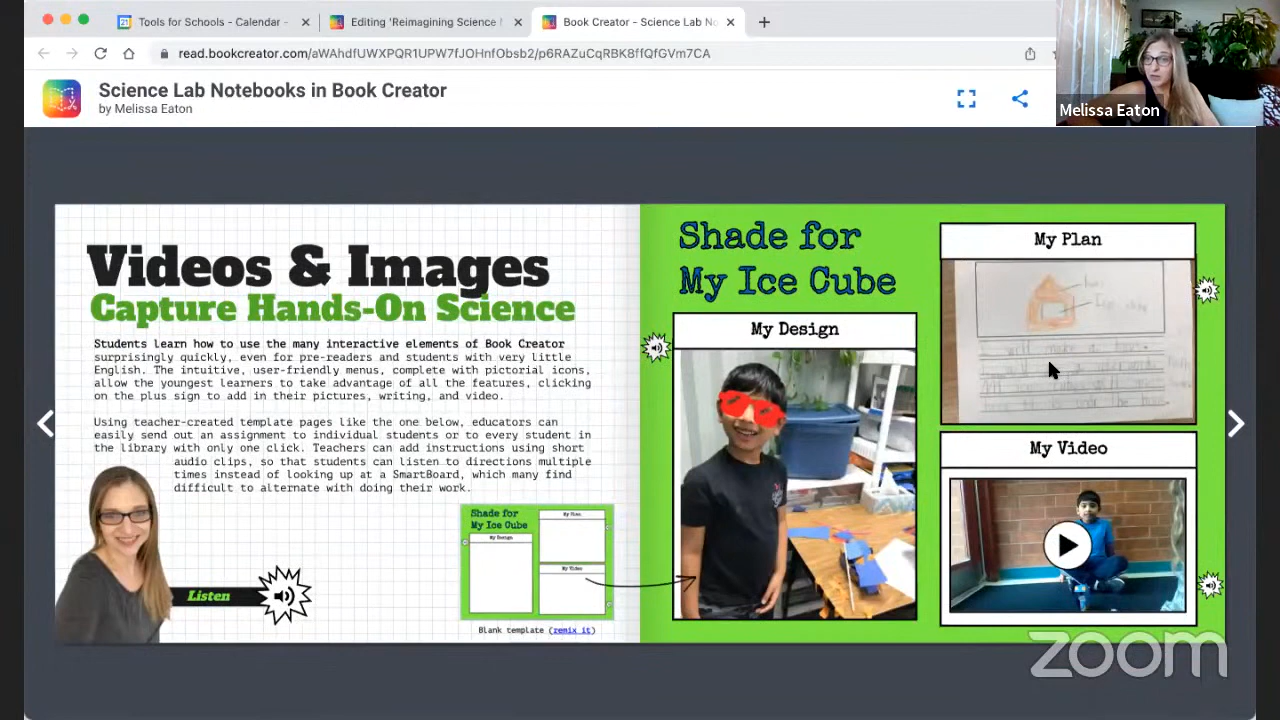 Tools for Schools - Calendar -
Editing 'Reimagining Science
Book Creator - Science Lab No
read.bookcreator.com/aWAhdfUWXPQR1UPW7fJOHnfObsb2/p6RAZuCqRBK8ffQfGVm7CA
Science Lab Notebooks in Book Creator
by Melissa Eaton
Melissa Eaton
Videos & Images
Capture Hands-On Science
Students learn how to use the many interactive elements of Book Creator
surprisingly quickly, even for pre-readers and students with very little
English. The intuitive, user-friendly menus, complete with pictorial icons,
allow the youngest learners to take advantage of all the features, clicking
on the plus sign to add in their pictures, writing, and video.
Using teacher-created template pages like the one below, educators can
easily send out an assignment to individual students or to every student in
the library with only one click. Teachers can add instructions using short
audio clips, so that students can listen to directions multiple
times instead of looking up at a SmartBoard, which many find
difficult to alternate with doing their work.
Listen
Shade for
My Ice Cube
My Plan
My Design
My Video
Blank template (remix it)
Shade for
My Ice Cube
My Design
My Plan
My Video
zoom